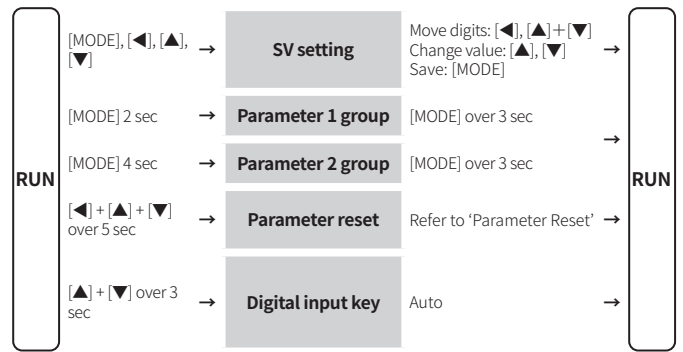 RUN
[MODE], [◀], [▲],
[▼]
→
SV setting
Move digits: [◀], [▲]+[▼]
Change value: [▲], [▼]
Save: [MODE]
→
[MODE] 2 sec
→
Parameter 1 group
[MODE] over 3 sec
→
[MODE] 4 sec
→
Parameter 2 group
[MODE] over 3 sec
[◀] + [▲] + [▼]
over 5 sec
→
Parameter reset
Refer to ‘Parameter Reset’
→
[▲] + [▼] over 3
sec
→
Digital input key
Auto
→
RUN